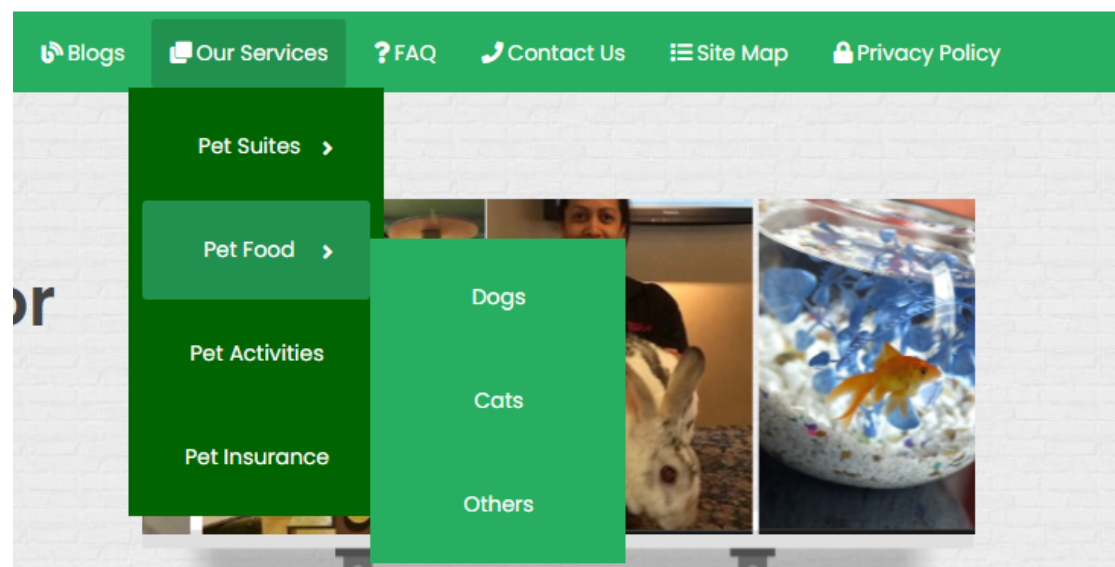 Blogs Our Services FAQ Contact Us Site Map Privacy Policy
Pet Suites
Pet Food
Dogs
or
Pet Activities
Cats
Pet Insurance
Others